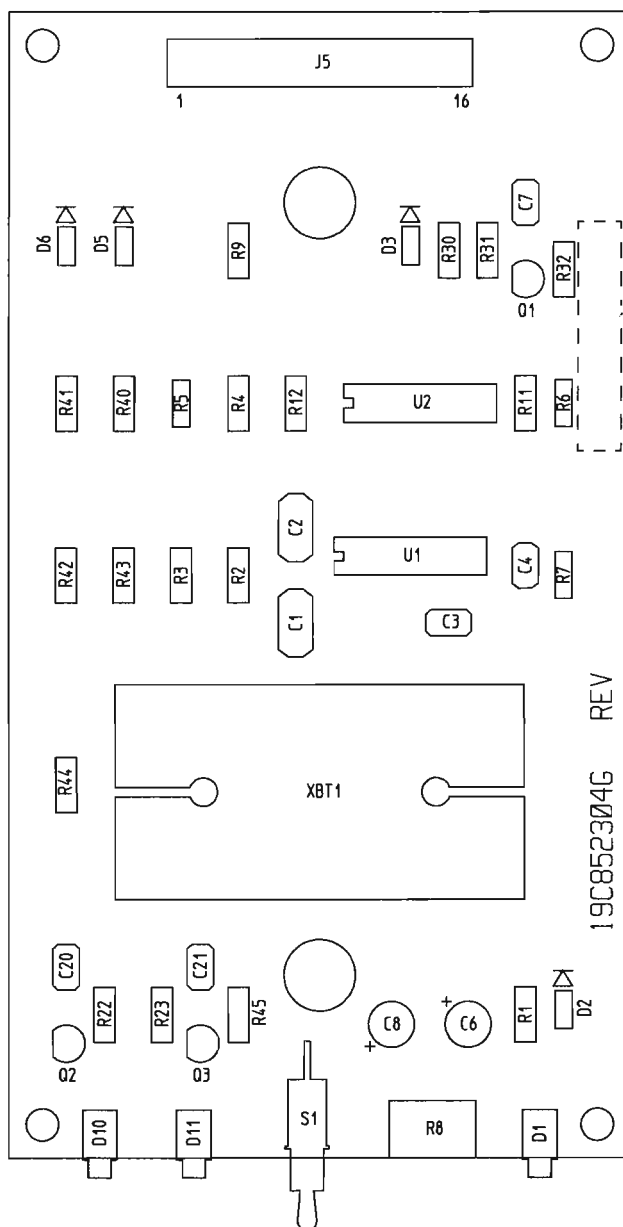 J5
1 16
C7
D6 D5 R9 D3 R30 R31 R32
Q1
R41 R40 R5 R4 R12 U2 R11 R6
C2
R42 R43 R3 R2 U1 C4 R7
C1 C3
R44 XBT1
19C852304G REV
C20 C21
R22 R23 R45 C8 + C6 + R1 D2
Q2 Q3
D10 D11 S1 R8 D1